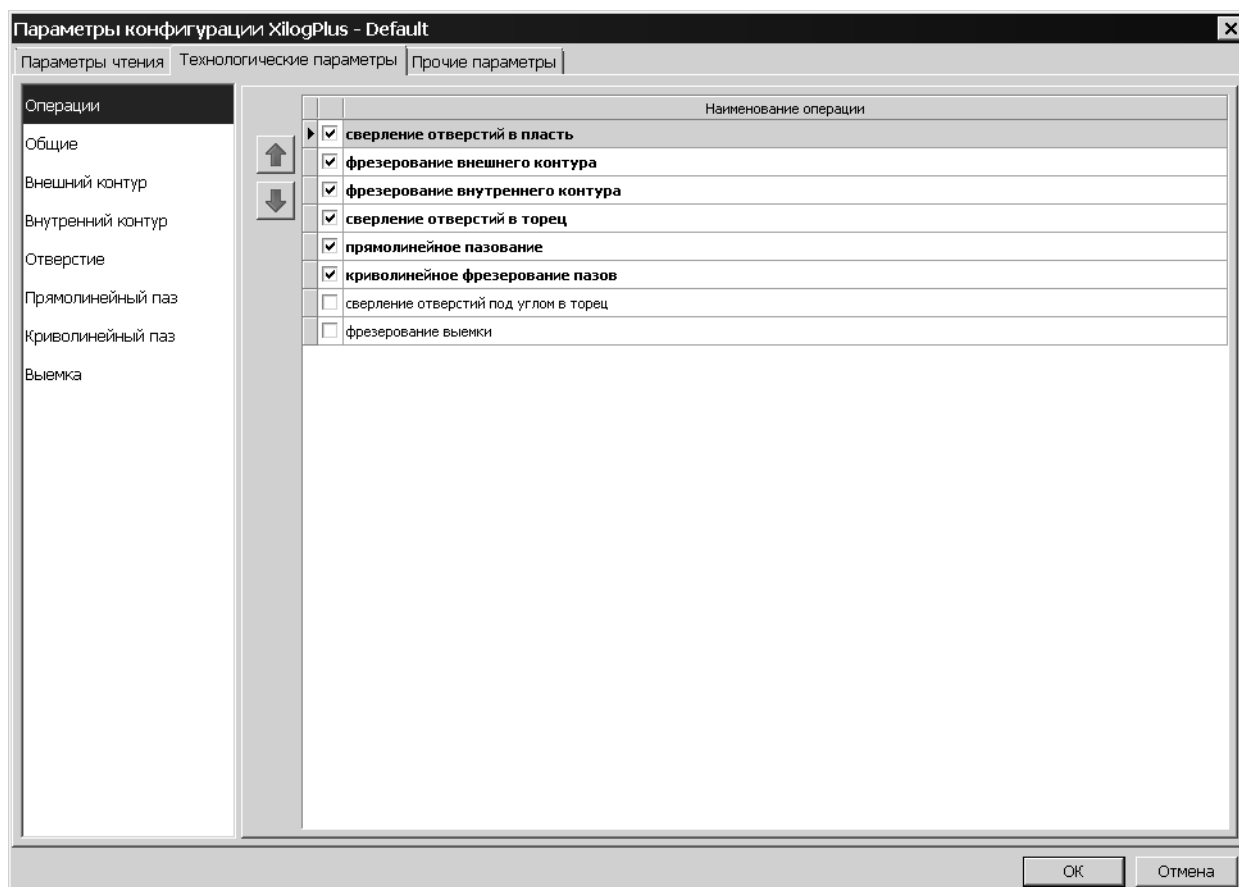 Параметры конфигурации XilogPlus - Default
Параметры чтения Технологические параметры Прочие параметры
Операции
Общие
Внешний контур
Внутренний контур
Отверстие
Прямолинейный паз
Криволинейный паз
Выемка
Наименование операции
сверление отверстий в пласть
фрезерование внешнего контура
фрезерование внутреннего контура
сверление отверстий в торец
прямолинейное пазование
криволинейное фрезерование пазов
сверление отверстий под углом в торец
фрезерование выемки
ОК Отмена